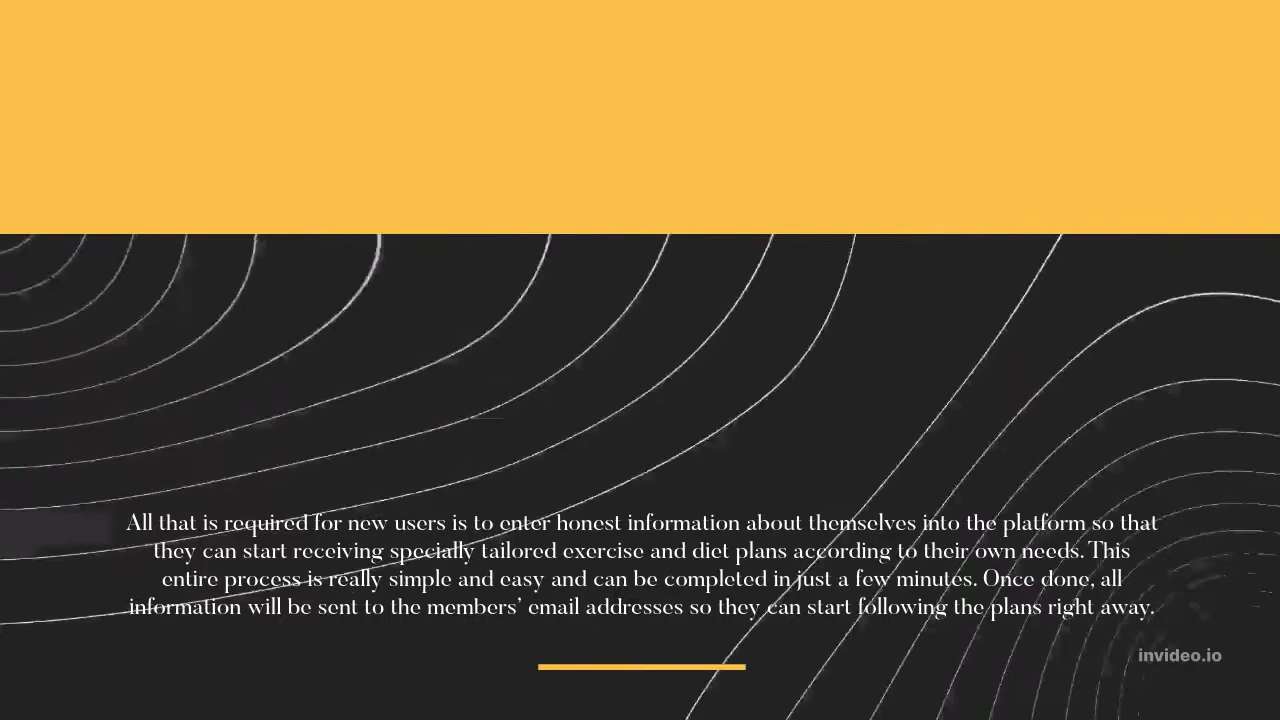 All that is required for new users is to enter honest information about themselves into the platform so that
they can start receiving specially tailored exercise and diet plans according to their own needs. This
entire process is really simple and easy and can be completed in just a few minutes. Once done, all
information will be sent to the members’ email addresses so they can start following the plans right away.
invideo.io